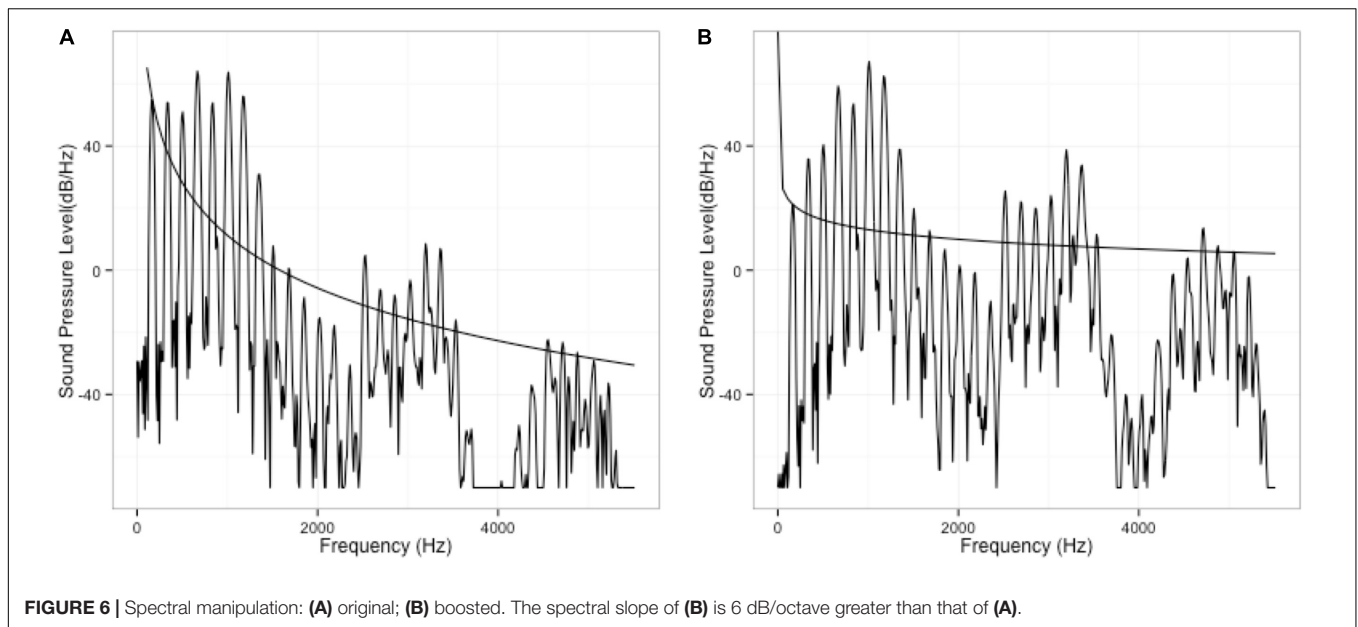 A
B
Sound Pressure Level(dB/Hz)
40
0
-40
0
2000
4000
Frequency (Hz)
Sound Pressure Level(dB/Hz)
40
0
-40
0
2000
4000
Frequency (Hz)
FIGURE 6 | Spectral manipulation: (A) original; (B) boosted. The spectral slope of (B) is 6 dB/octave greater than that of (A).